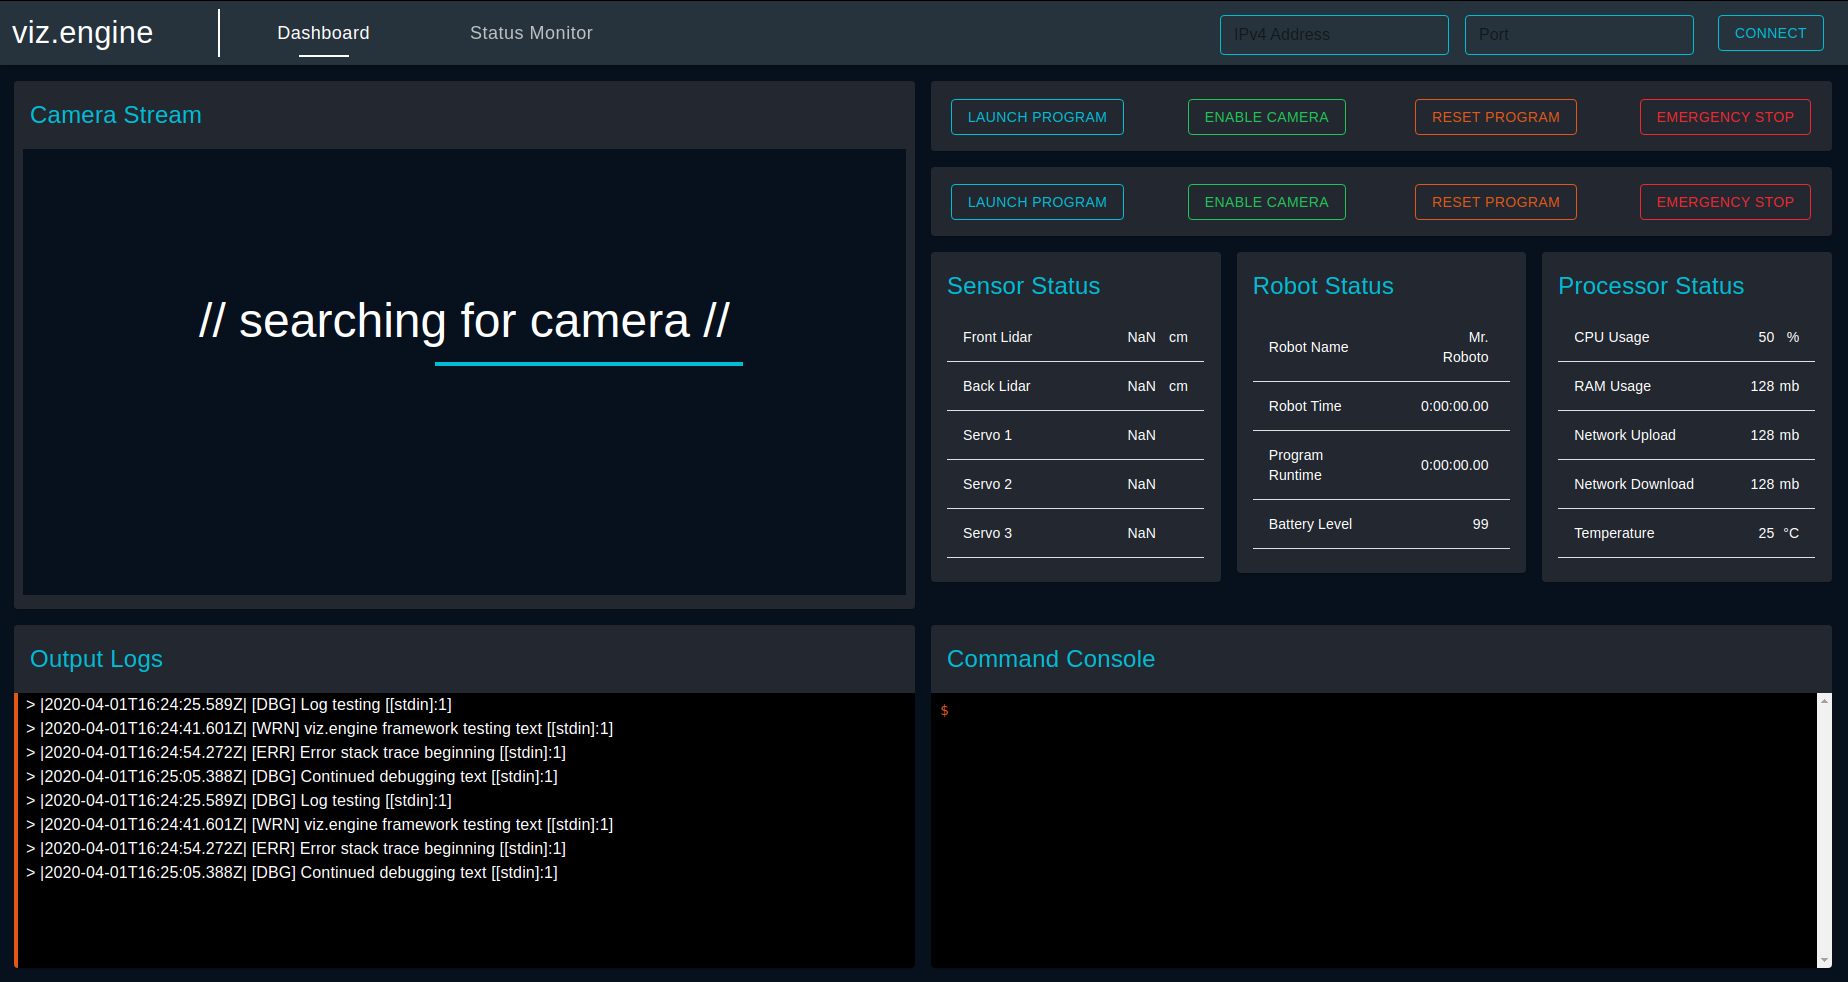 viz.engine
Dashboard
Status Monitor
IPv4 Address
Port
CONNECT
Camera Stream
// searching for camera //
LAUNCH PROGRAM
ENABLE CAMERA
RESET PROGRAM
EMERGENCY STOP
LAUNCH PROGRAM
ENABLE CAMERA
RESET PROGRAM
EMERGENCY STOP
Sensor Status
Front Lidar NaN cm
Back Lidar NaN cm
Servo 1 NaN
Servo 2 NaN
Servo 3 NaN
Robot Status
Robot Name Mr.
Roboto
Robot Time 0:00:00.00
Program
Runtime 0:00:00.00
Battery Level 99
Processor Status
CPU Usage 50 %
RAM Usage 128 mb
Network Upload 128 mb
Network Download 128 mb
Temperature 25 °C
Output Logs
> |2020-04-01T16:24:25.589Z| [DBG] Log testing [[stdin]:1]
> |2020-04-01T16:24:41.601Z| [WRN] viz.engine framework testing text [[stdin]:1]
> |2020-04-01T16:24:54.272Z| [ERR] Error stack trace beginning [[stdin]:1]
> |2020-04-01T16:25:05.388Z| [DBG] Continued debugging text [[stdin]:1]
> |2020-04-01T16:24:25.589Z| [DBG] Log testing [[stdin]:1]
> |2020-04-01T16:24:41.601Z| [WRN] viz.engine framework testing text [[stdin]:1]
> |2020-04-01T16:24:54.272Z| [ERR] Error stack trace beginning [[stdin]:1]
> |2020-04-01T16:25:05.388Z| [DBG] Continued debugging text [[stdin]:1]
Command Console
$